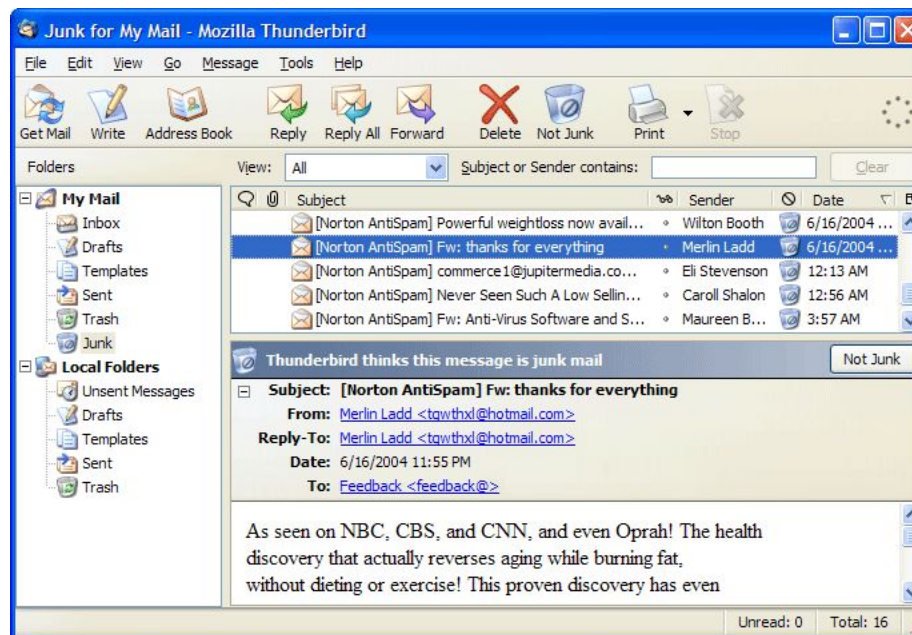 Junk for My Mail - Mozilla Thunderbird
File Edit View Go Message Tools Help
Get Mail Write Address Book Reply Reply All Forward Delete Not Junk Print Stop
Folders View: All Subject or Sender contains: Clear
My Mail
Inbox
Drafts
Templates
Sent
Trash
Junk
Local Folders
Unsent Messages
Drafts
Templates
Sent
Trash
Subject Sender Date
[Norton AntiSpam] Powerful weightloss now avail... Wilton Booth 6/16/2004 ...
[Norton AntiSpam] Fw: thanks for everything Merlin Ladd 6/16/2004 ...
[Norton AntiSpam] commerce1@jupitermedia.co... Eli Stevenson 12:13 AM
[Norton AntiSpam] Never Seen Such A Low Sellin... Caroll Shalon 12:56 AM
[Norton AntiSpam] Fw: Anti-Virus Software and S... Maureen B... 3:57 AM
Thunderbird thinks this message is junk mail Not Junk
Subject: [Norton AntiSpam] Fw: thanks for everything
From: Merlin Ladd <tqwthxl@hotmail.com>
Reply-To: Merlin Ladd <tqwthxl@hotmail.com>
Date: 6/16/2004 11:55 PM
To: Feedback <feedback@>
As seen on NBC, CBS, and CNN, and even Oprah! The health
discovery that actually reverses aging while burning fat,
without dieting or exercise! This proven discovery has even
Unread: 0 Total: 16